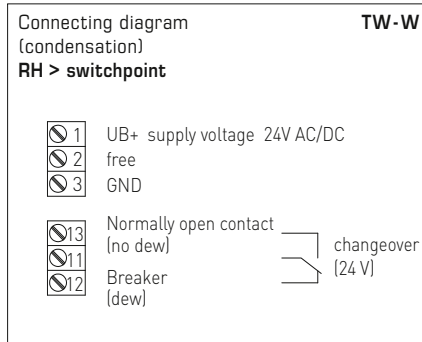 Connecting diagram TW-W
(condensation)
RH > switchpoint
1 UB+ supply voltage 24V AC/DC
2 free
3 GND
13 Normally open contact
(no dew)
11
12 Breaker
(dew)
changeover
(24 V)